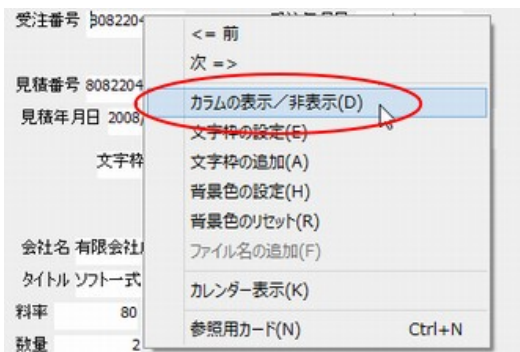 受注番号 8082204
<= 前
次 =>
見積番号 8082204
カラムの表示／非表示(D)
見積年月日 2008/
文字枠の設定(E)
文字枠
文字枠の追加(A)
背景色の設定(H)
背景色のリセット(R)
会社名 有限会社
ファイル名の追加(F)
タイトル ソフト一式
カレンダー表示(K)
料率 80
参照用カード(N) Ctrl+N
数量 2